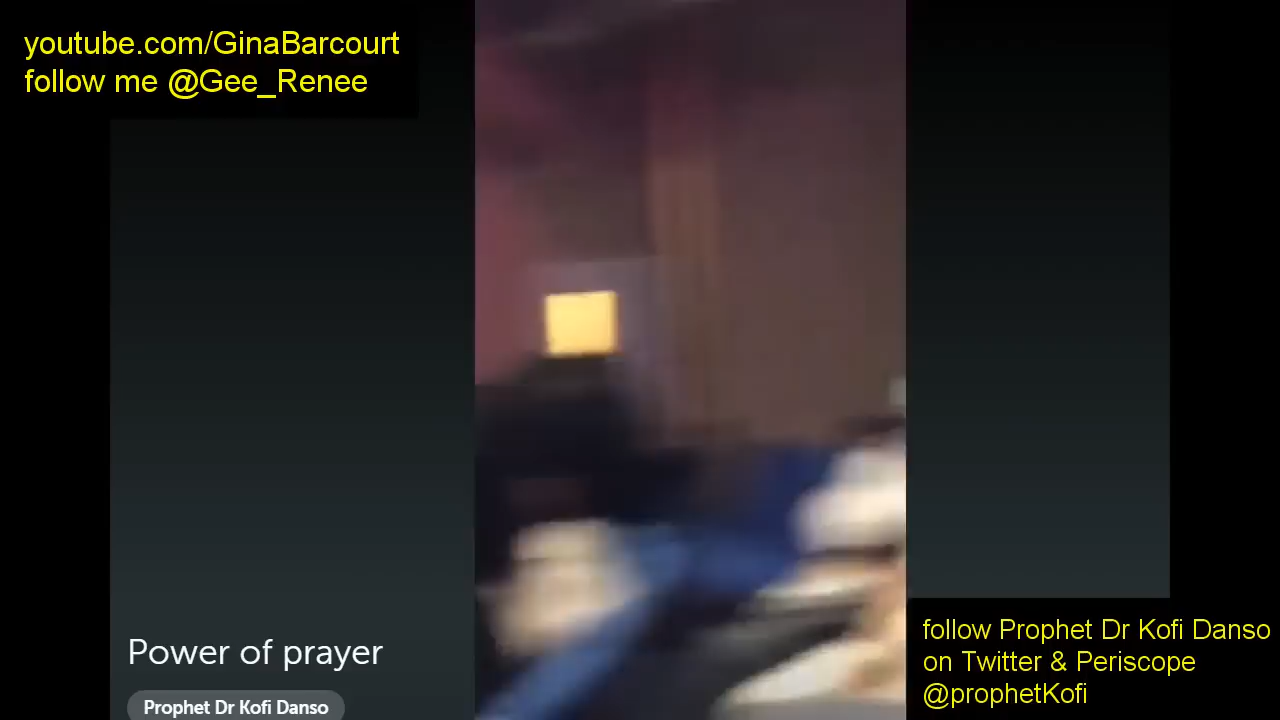 youtube.com/GinaBarcourt
follow me @Gee_Renee
Power of prayer
Prophet Dr Kofi Danso
follow Prophet Dr Kofi Danso
on Twitter & Periscope
@prophetKofi